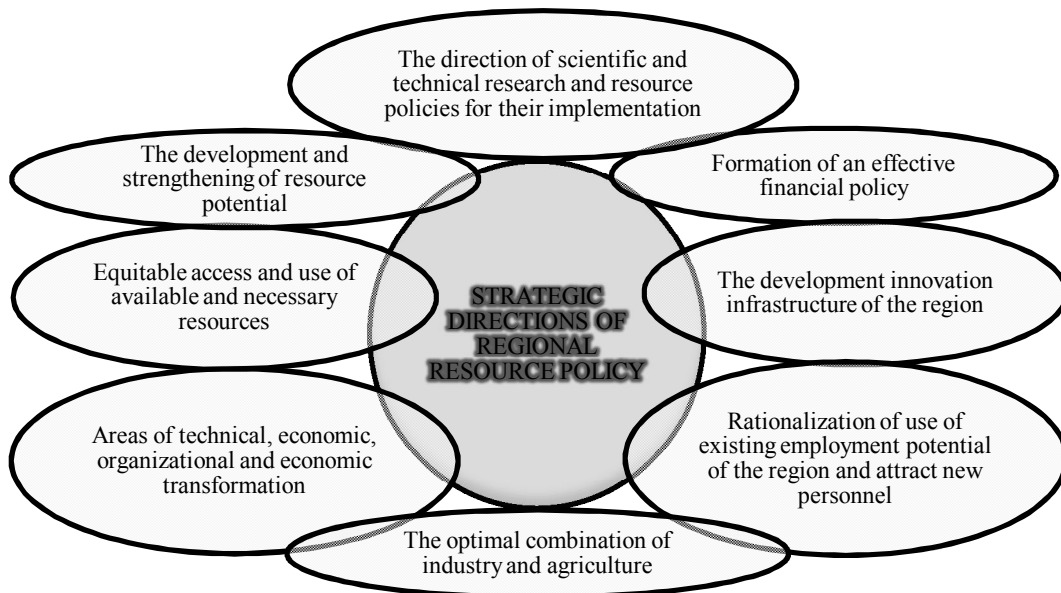 The direction of scientific and
technical research and resource
policies for their implementation
The development and
strengthening of resource
potential
Formation of an effective
financial policy
Equitable access and use of
available and necessary
resources
The development innovation
infrastructure of the region
STRATEGIC
DIRECTIONS OF
REGIONAL
RESOURCE POLICY
Areas of technical, economic,
organizational and economic
transformation
Rationalization of use of
existing employment potential
of the region and attract new
personnel
The optimal combination of
industry and agriculture